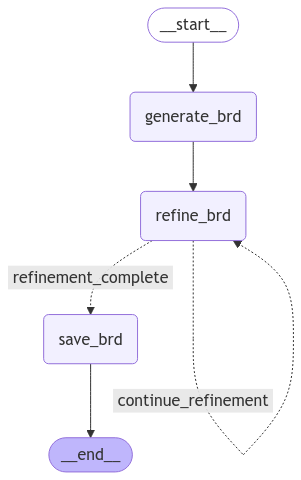 __start__
generate_brd
refine_brd
refinement_complete
save_brd
continue_refinement
__end__